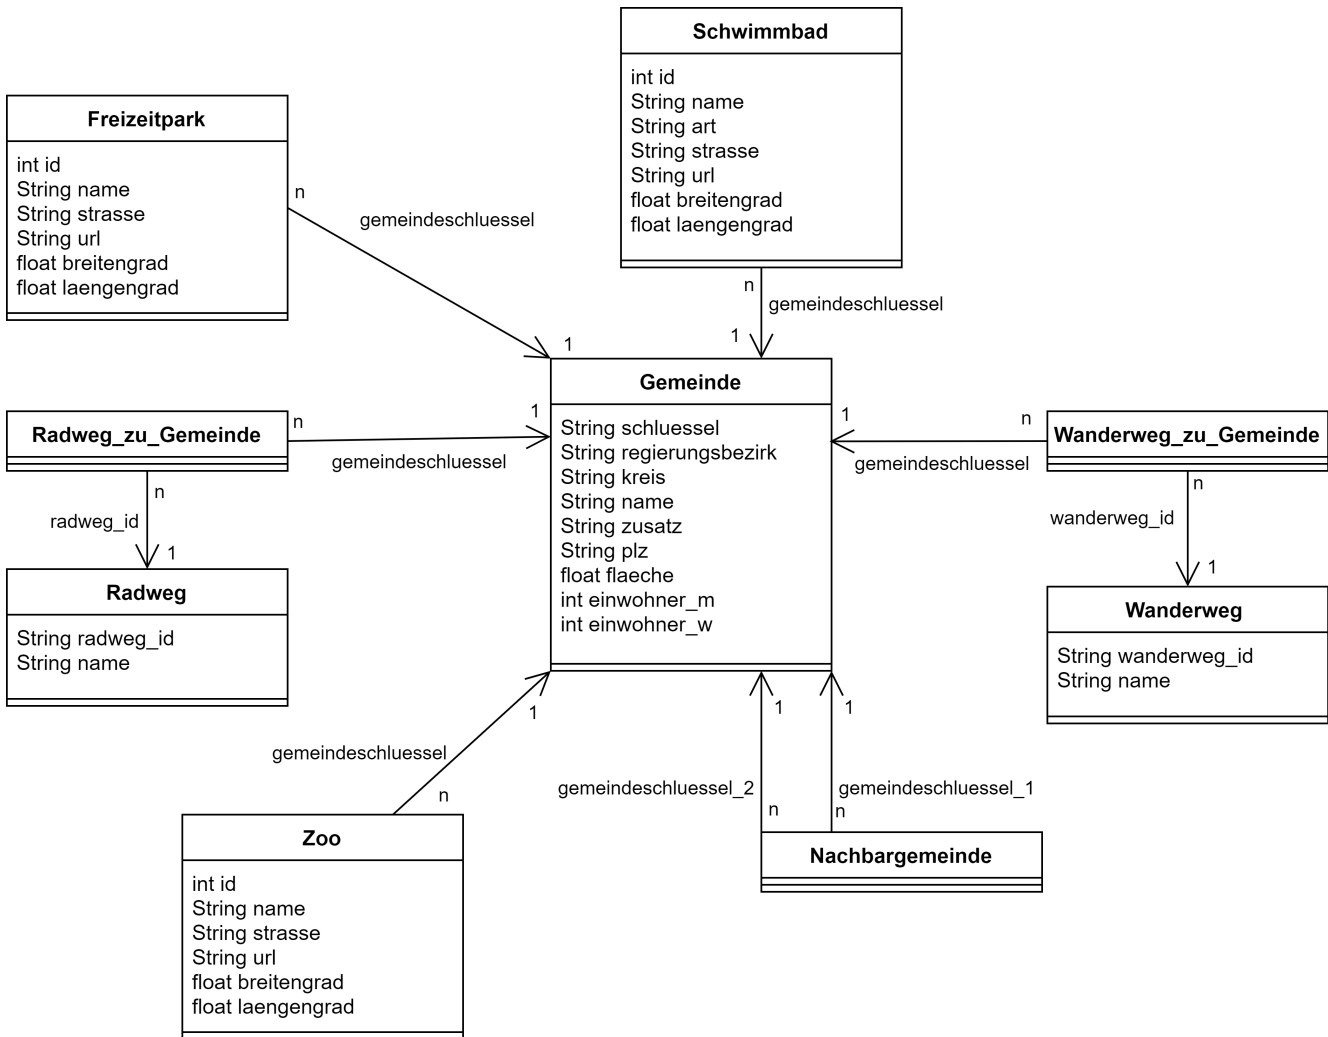 Schwimmbad
int id
String name
String art
String strasse
String url
float breitengrad
float laengengrad
Freizeitpark
int id
String name
String strasse
String url
float breitengrad
float laengengrad
n
gemeindeschluessel
1
n
gemeindeschluessel
1
Gemeinde
String schluessel
String regierungsbezirk
String kreis
String name
String zusatz
String plz
float flaeche
int einwohner_m
int einwohner_w
Radweg_zu_Gemeinde
n
1
gemeindeschluessel
n
radweg_id
1
Radweg
String radweg_id
String name
1
n
gemeindeschluessel
Wanderweg_zu_Gemeinde
n
wanderweg_id
1
Wanderweg
String wanderweg_id
String name
1
gemeindeschluessel
n
Zoo
int id
String name
String strasse
String url
float breitengrad
float laengengrad
1
1
gemeindeschluessel_2
gemeindeschluessel_1
n
n
Nachbargemeinde